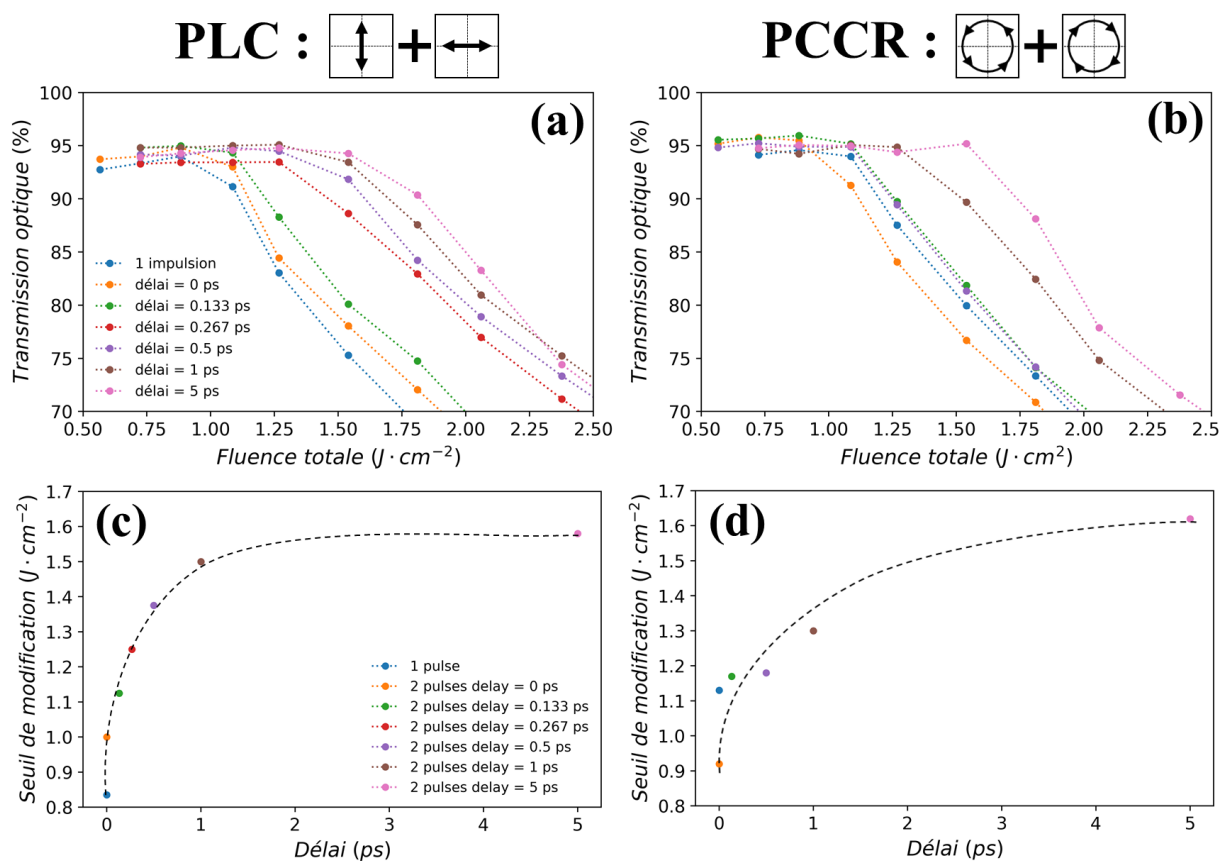 PLC : + PCCR : +
(a)
100
95
90
85
80
75
70
Transmission optique (%)
1 impulsion
délai = 0 ps
délai = 0.133 ps
délai = 0.267 ps
délai = 0.5 ps
délai = 1 ps
délai = 5 ps
0.50 0.75 1.00 1.25 1.50 1.75 2.00 2.25 2.50
Fluence totale (J · cm⁻²)
(b)
100
95
90
85
80
75
70
Transmission optique (%)
0.50 0.75 1.00 1.25 1.50 1.75 2.00 2.25 2.5
Fluence totale (J · cm²)
(c)
1.7
1.6
1.5
1.4
1.3
1.2
1.1
1.0
0.9
0.8
Seuil de modification (J · cm⁻²)
1 pulse
2 pulses delay = 0 ps
2 pulses delay = 0.133 ps
2 pulses delay = 0.267 ps
2 pulses delay = 0.5 ps
2 pulses delay = 1 ps
2 pulses delay = 5 ps
0 1 2 3 4 5
Délai (ps)
(d)
1.7
1.6
1.5
1.4
1.3
1.2
1.1
1.0
0.9
0.8
Seuil de modification (J · cm⁻²)
0 1 2 3 4 5
Délai (ps)